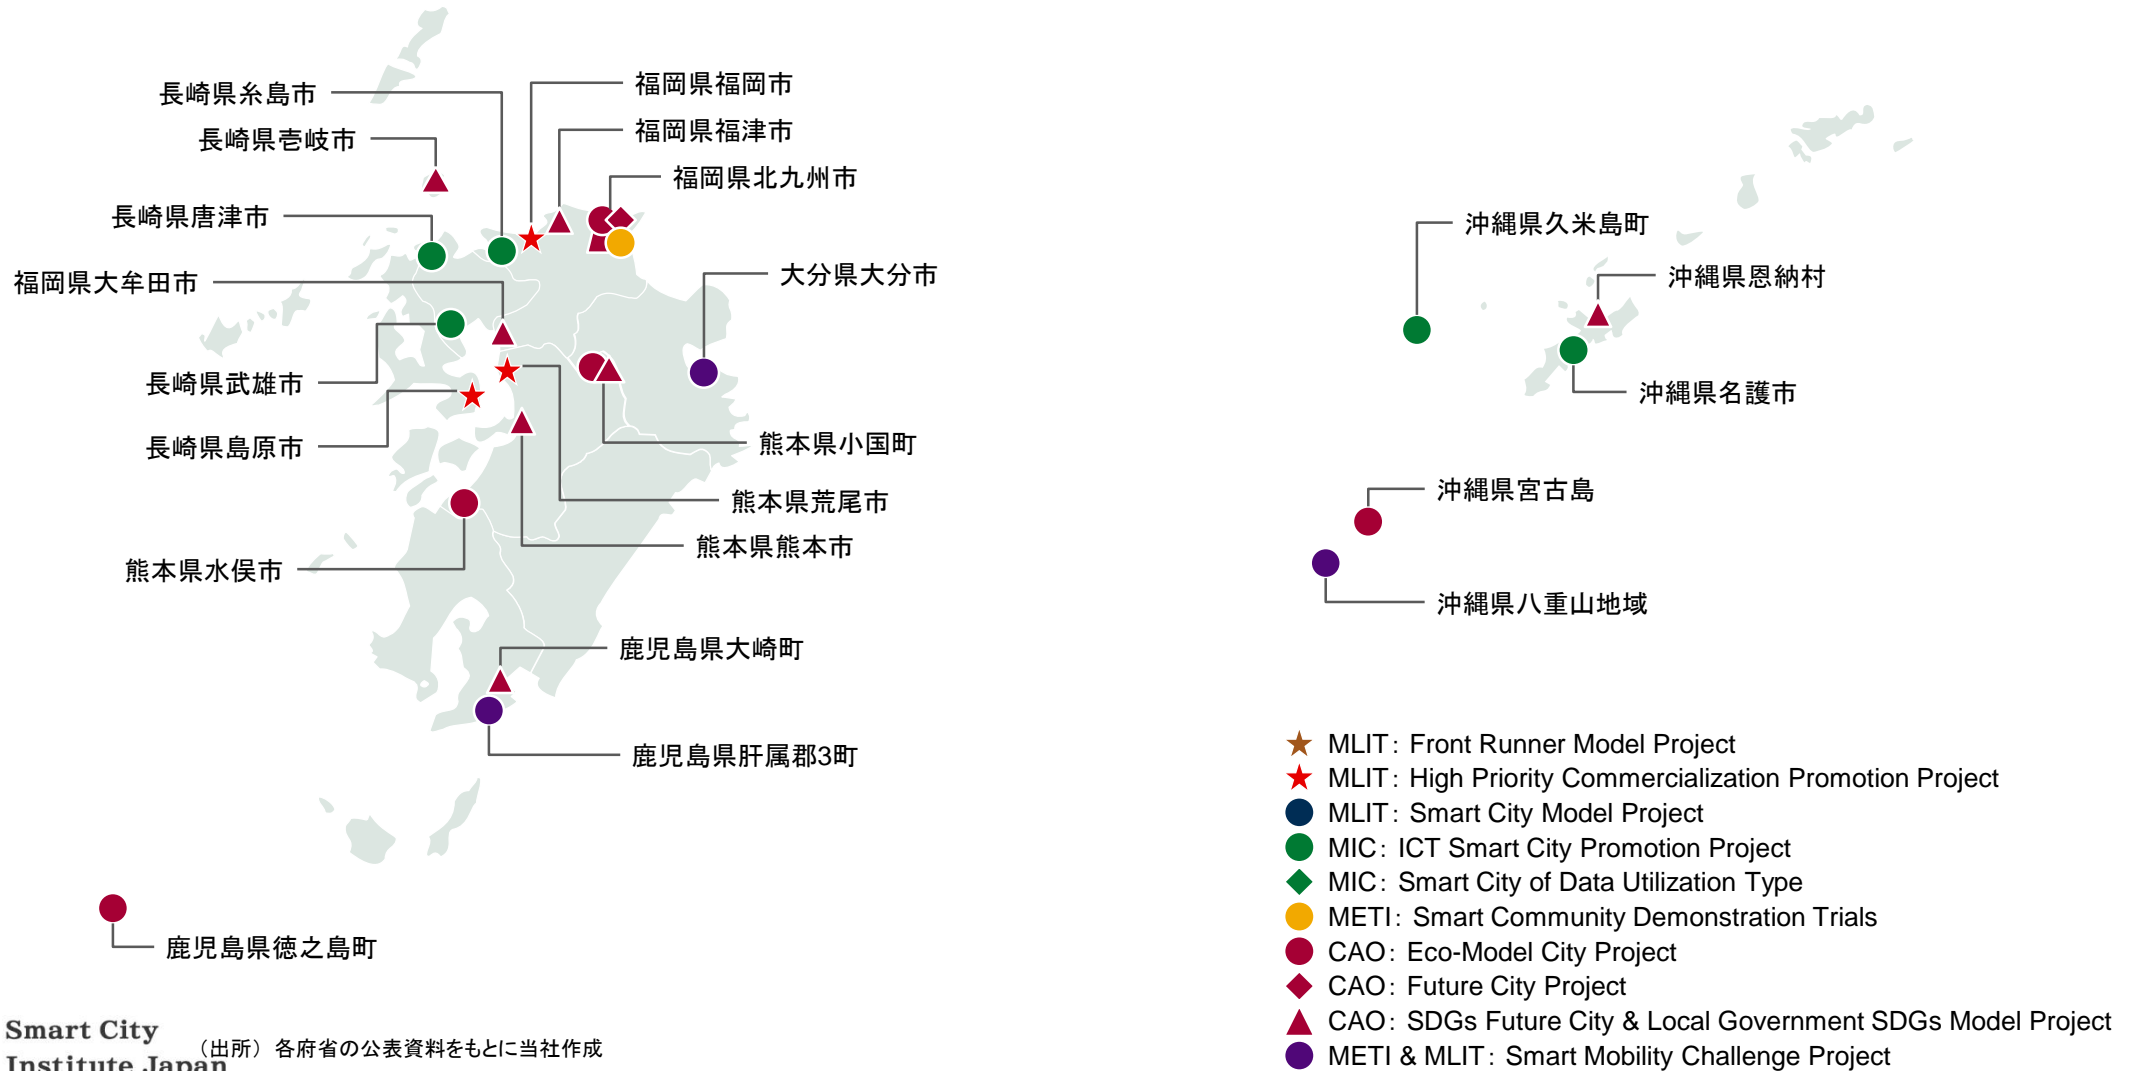 長崎県糸島市
長崎県壱岐市
長崎県唐津市
福岡県大牟田市
長崎県武雄市
長崎県島原市
熊本県水俣市
福岡県福岡市
福岡県福津市
福岡県北九州市
大分県大分市
熊本県小国町
熊本県荒尾市
熊本県熊本市
鹿児島県大崎町
鹿児島県肝属郡3町
鹿児島県徳之島町
沖縄県久米島町
沖縄県恩納村
沖縄県名護市
沖縄県宮古島
沖縄県八重山地域
MLIT: Front Runner Model Project
MLIT: High Priority Commercialization Promotion Project
MLIT: Smart City Model Project
MIC: ICT Smart City Promotion Project
MIC: Smart City of Data Utilization Type
METI: Smart Community Demonstration Trials
CAO: Eco-Model City Project
CAO: Future City Project
CAO: SDGs Future City & Local Government SDGs Model Project
METI & MLIT: Smart Mobility Challenge Project
Smart City
Institute Japan
（出所）各府省の公表資料をもとに当社作成